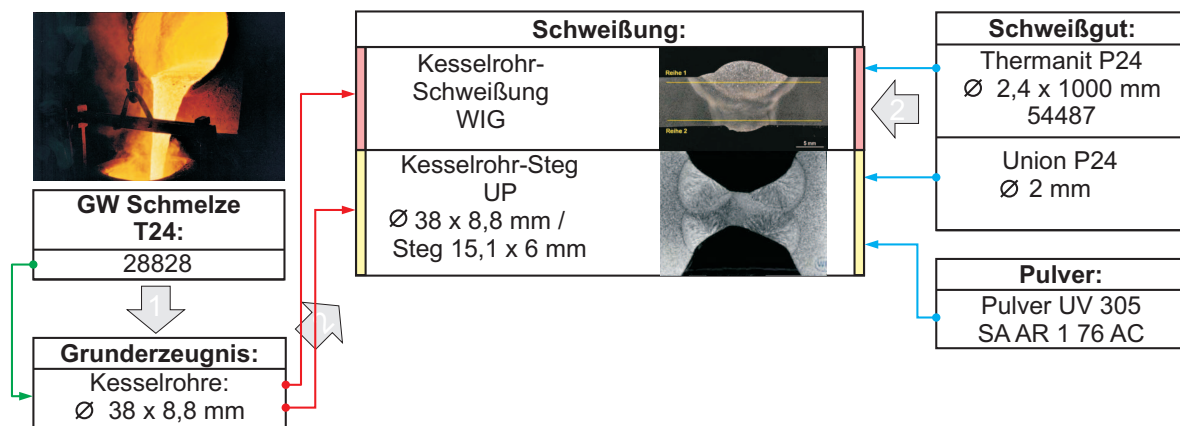 GW Schmelze
T24:
28828
1
Grunderzeugnis:
Kesselrohre:
Ø 38 x 8,8 mm
2
Schweißung:
Kesselrohr-
Schweißung
WIG
Reihe 1
Reihe 2
5 mm
Kesselrohr-Steg
UP
Ø 38 x 8,8 mm /
Steg 15,1 x 6 mm
2
Schweißgut:
Thermanit P24
Ø 2,4 x 1000 mm
54487
Union P24
Ø 2 mm
Pulver:
Pulver UV 305
SA AR 1 76 AC